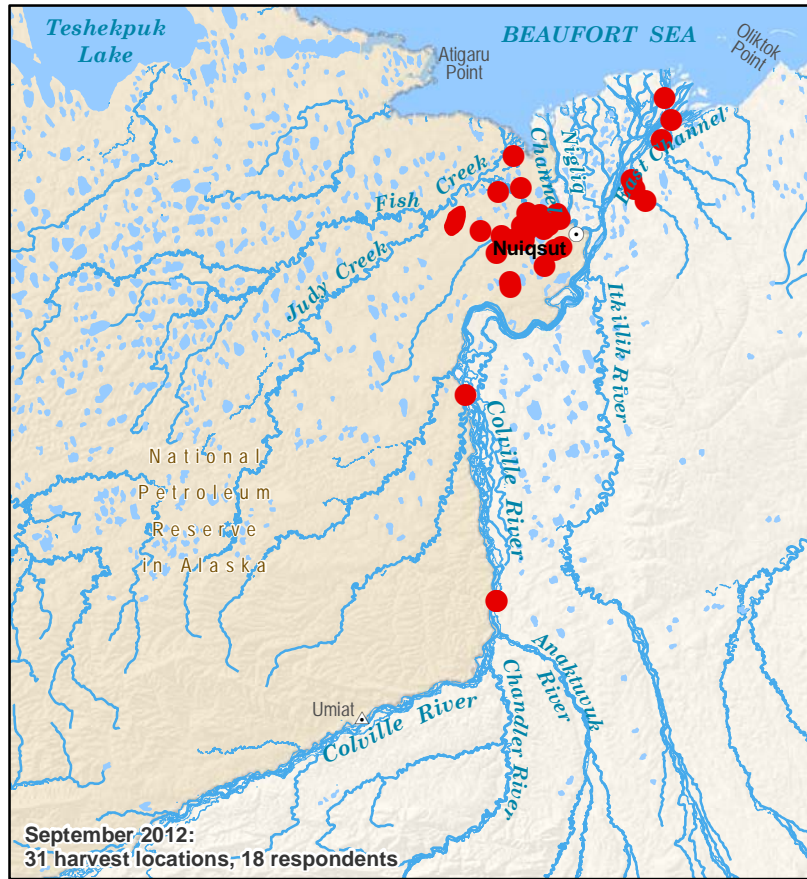 Teshekpuk
Lake
BEAUFORT SEA
Oliktok
Point
Atigaru
Point
Nigliq
Channel
East Channel
Fish Creek
Judy Creek
Nuiqsut
Itkillik River
Colville River
National
Petroleum
Reserve
in Alaska
Anaktuvuk
River
Chandler River
Umiat
Colville River
September 2012:
31 harvest locations, 18 respondents